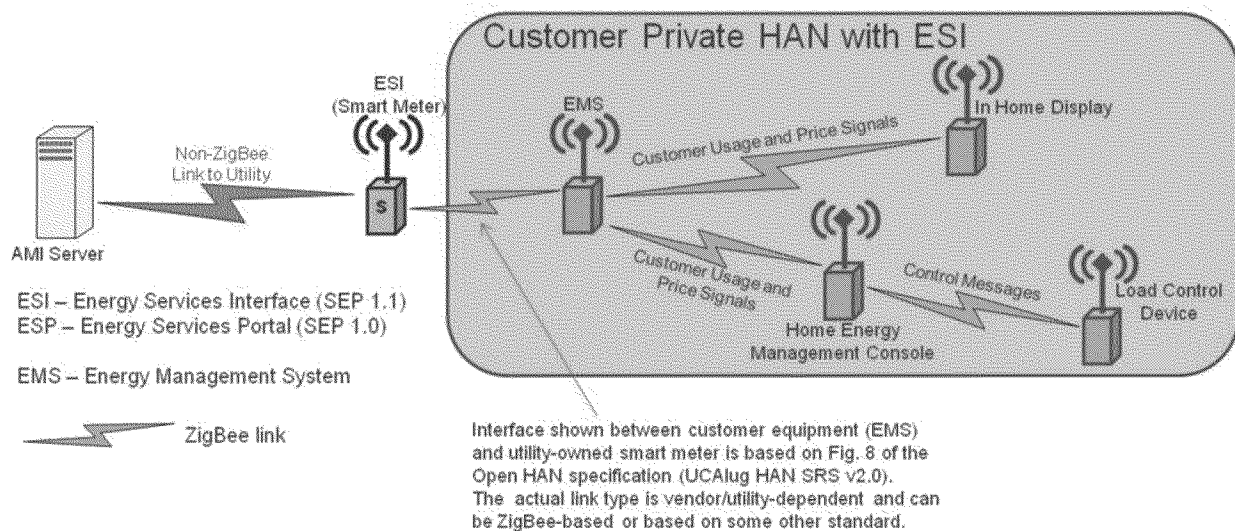 Customer Private HAN with ESI
ESI
(Smart Meter)
EMS
In Home Display
Customer Usage and Price Signals
Non-ZigBee
Link to Utility
S
AMI Server
Customer Usage and
Price Signals
Control Messages
Load Control
Device
Home Energy
Management Console
ESI – Energy Services Interface (SEP 1.1)
ESP – Energy Services Portal (SEP 1.0)
EMS – Energy Management System
ZigBee link
Interface shown between customer equipment (EMS)
and utility-owned smart meter is based on Fig. 8 of the
Open HAN specification (UCAIug HAN SRS v2.0).
The actual link type is vendor/utility-dependent and can
be ZigBee-based or based on some other standard.